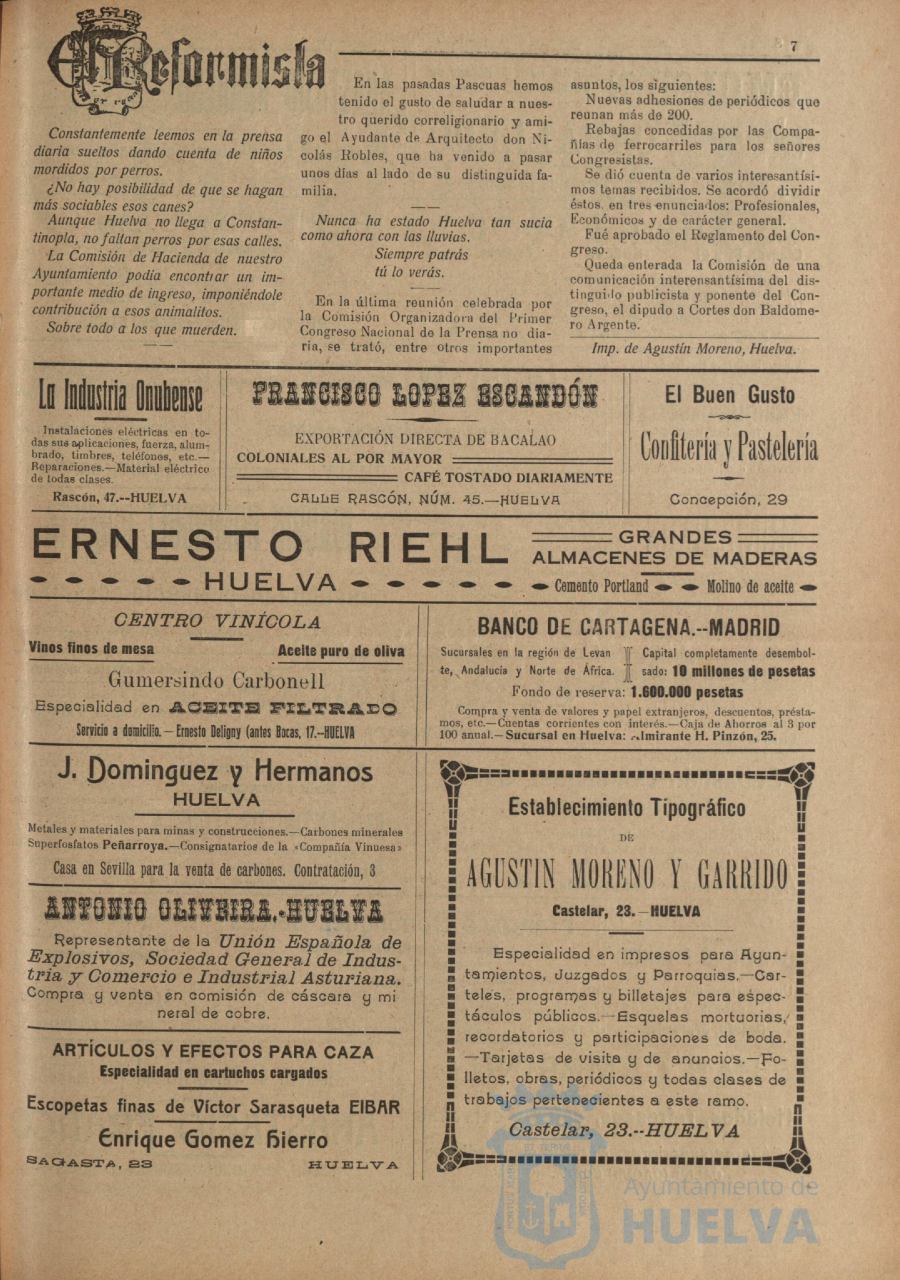 El Reformista
7
Constantemente leemos en la prensa
diaria sueltos dando cuenta de niños
mordidos por perros.
¿No hay posibilidad de que se hagan
más sociables esos canes?
Aunque Huelva no llega a Constan-
tinopla, no faltan perros por esas calles.
La Comisión de Hacienda de nuestro
Ayuntamiento podia encontrar un im-
portante medio de ingreso, imponiéndole
contribución a esos animalitos.
Sobre todo a los que muerden.
En las pasadas Pascuas hemos
tenido el gusto de saludar a nues-
tro querido correligionario y ami-
go el Ayudante de Arquitecto don Ni-
colás Robles, que ha venido a pasar
unos días al lado de su distinguida fa-
milia.
Nunca ha estado Huelva tan sucia
como ahora con las lluvias.
Siempre patrás
tú lo verás.
En la última reunión celebrada por
la Comisión Organizadora del Primer
Congreso Nacional de la Prensa no dia-
ria, se trató, entre otros importantes
asuntos, los siguientes:
Nuevas adhesiones de periódicos que
reunan más de 200.
Rebajas concedidas por las Compa-
ñías de ferrocarriles para los señores
Congresistas.
Se dió cuenta de varios interesantísi-
mos temas recibidos. Se acordó dividir
éstos en tres enunciados: Profesionales,
Económicos y de carácter general.
Fué aprobado el Reglamento del Con-
greso.
Queda enterada la Comisión de una
comunicación interensantísima del dis-
tinguido publicista y ponente del Con-
greso, el dipudo a Cortes don Baldome-
ro Argente.
Imp. de Agustín Moreno, Huelva.
La Industria Onubense
Instalaciones eléctricas en to-
das sus aplicaciones, fuerza, alum-
brado, timbres, teléfonos, etc.—
Reparaciones.—Material eléctrico
de todas clases.
Rascón, 47.--HUELVA
FRANCISCO LOPEZ ESCANDÓN
EXPORTACIÓN DIRECTA DE BACALAO
COLONIALES AL POR MAYOR
CAFÉ TOSTADO DIARIAMENTE
CALLE RASCÓN, NÚM. 45.—HUELVA
El Buen Gusto
Confitería y Pastelería
Concepción, 29
ERNESTO RIEHL
HUELVA
GRANDES
ALMACENES DE MADERAS
Cemento Portland Molino de aceite
CENTRO VINÍCOLA
Vinos finos de mesa Aceite puro de oliva
Gumersindo Carbonell
Especialidad en ACEITE FILTRADO
Servicio a domicilio.—Ernesto Deligny (antes Bocas, 17.--HUELVA
BANCO DE CARTAGENA.--MADRID
Sucursales en la región de Levan
te, Andalucía y Norte de África.
Capital completamente desembol-
sado: 10 millones de pesetas
Fondo de reserva: 1.600.000 pesetas
Compra y venta de valores y papel extranjeros, descuentos, présta-
mos, etc.—Cuentas corrientes con interés.—Caja de Ahorros al 3 por
100 anual.—Sucursal en Huelva: Almirante H. Pinzón, 25.
J. Dominguez y Hermanos
HUELVA
Metales y materiales para minas y construcciones.—Carbones minerales
Superfosfatos Peñarroya.—Consignatarios de la «Compañía Vinuesa»
Casa en Sevilla para la venta de carbones. Contratación, 3
ANTONIO OLIVEIRA.-HUELVA
Representante de la Unión Española de
Explosivos, Sociedad General de Indus-
tria y Comercio e Industrial Asturiana.
Compra y venta en comisión de cáscara y mi
neral de cobre.
ARTÍCULOS Y EFECTOS PARA CAZA
Especialidad en cartuchos cargados
Escopetas finas de Víctor Sarasqueta EIBAR
Enrique Gomez Hierro
SAGASTA, 23 HUELVA
Establecimiento Tipográfico
DE
AGUSTIN MORENO Y GARRIDO
Castelar, 23.—HUELVA
Especialidad en impresos para Ayun-
tamientos, Juzgados y Parroquias.—Car-
teles, programas y billetajes para espec-
táculos públicos.—Esquelas mortuorias,
recordatorios y participaciones de boda.
—Tarjetas de visita y de anuncios.—Fo-
lletos, obras, periódicos y todas clases de
trabajos pertenecientes a este ramo.
Castelar, 23.--HUELVA
Ayuntamiento de
HUELVA